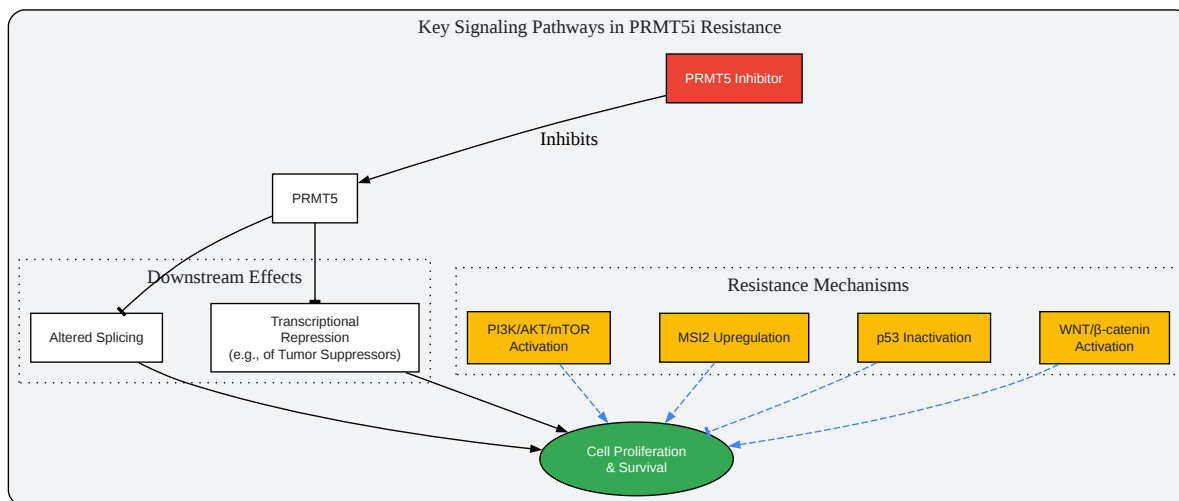 Key Signaling Pathways in PRMT5i Resistance
PRMT5 Inhibitor
Inhibits
PRMT5
Downstream Effects
Resistance Mechanisms
Altered Splicing
Transcriptional
Repression
(e.g., of Tumor Suppressors)
PI3K/AKT/mTOR
Activation
MSI2 Upregulation
p53 Inactivation
WNT/β-catenin
Activation
Cell Proliferation
& Survival